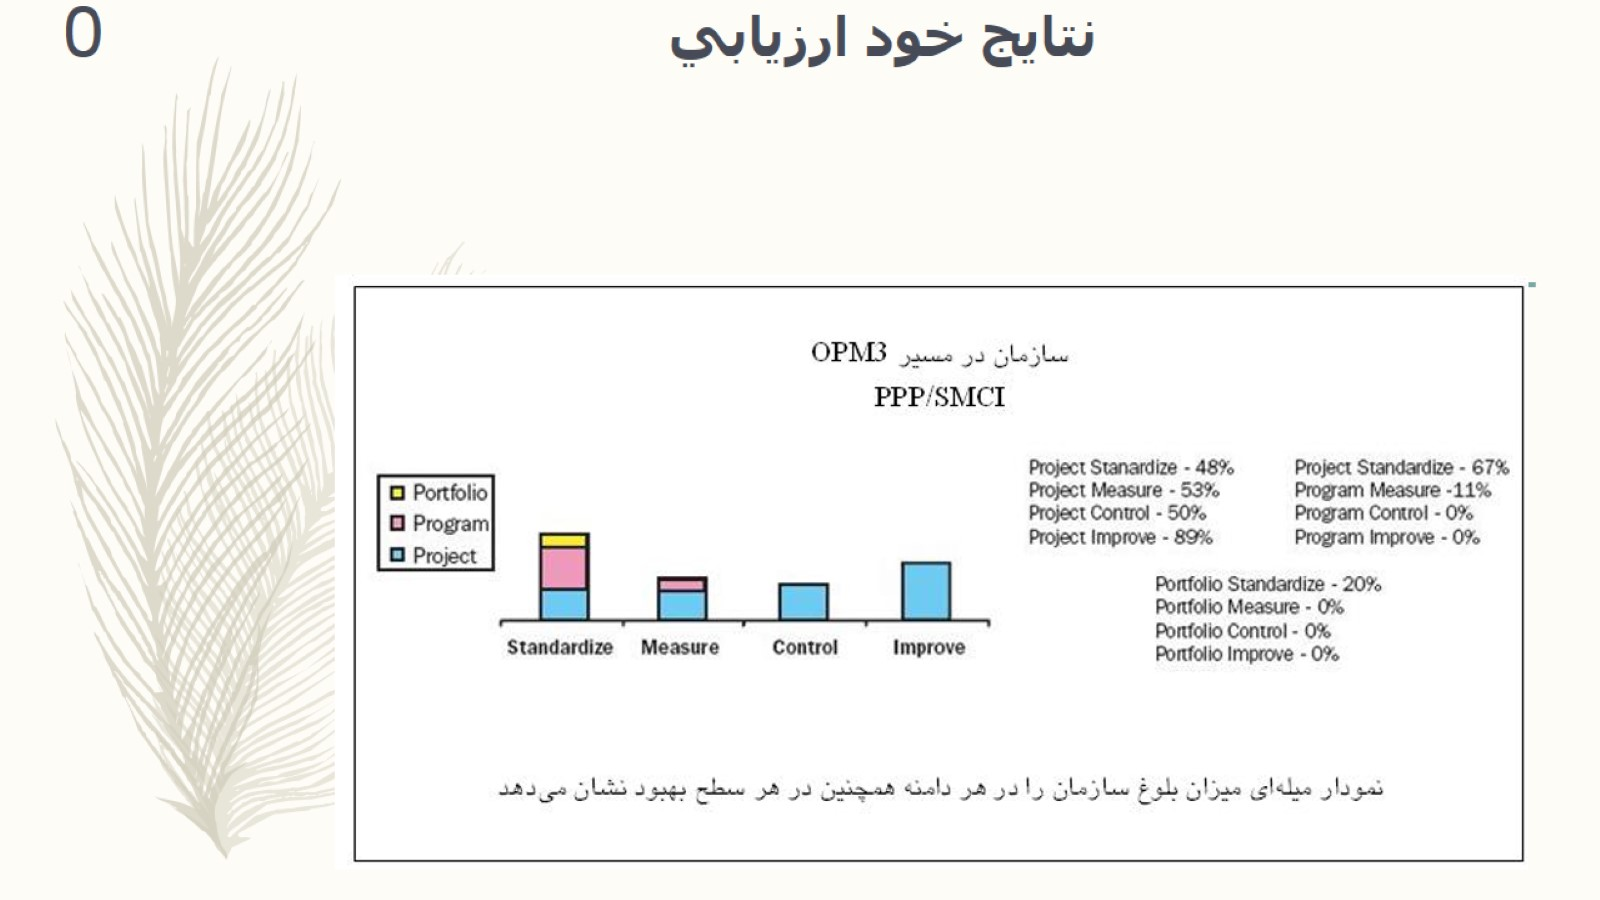 0
نتايج خود ارزيابي
سازمان در مسیر OPM3
PPP/SMCI
Portfolio
Program
Project
Standardize
Measure
Control
Improve
Project Stanardize - 48%
Project Measure - 53%
Project Control - 50%
Project Improve - 89%
Project Standardize - 67%
Program Measure -11%
Program Control - 0%
Program Improve - 0%
Portfolio Standardize - 20%
Portfolio Measure - 0%
Portfolio Control - 0%
Portfolio Improve - 0%
نمودار میله‌ای میزان بلوغ سازمان را در هر دامنه همچنین در هر سطح بهبود نشان می‌دهد